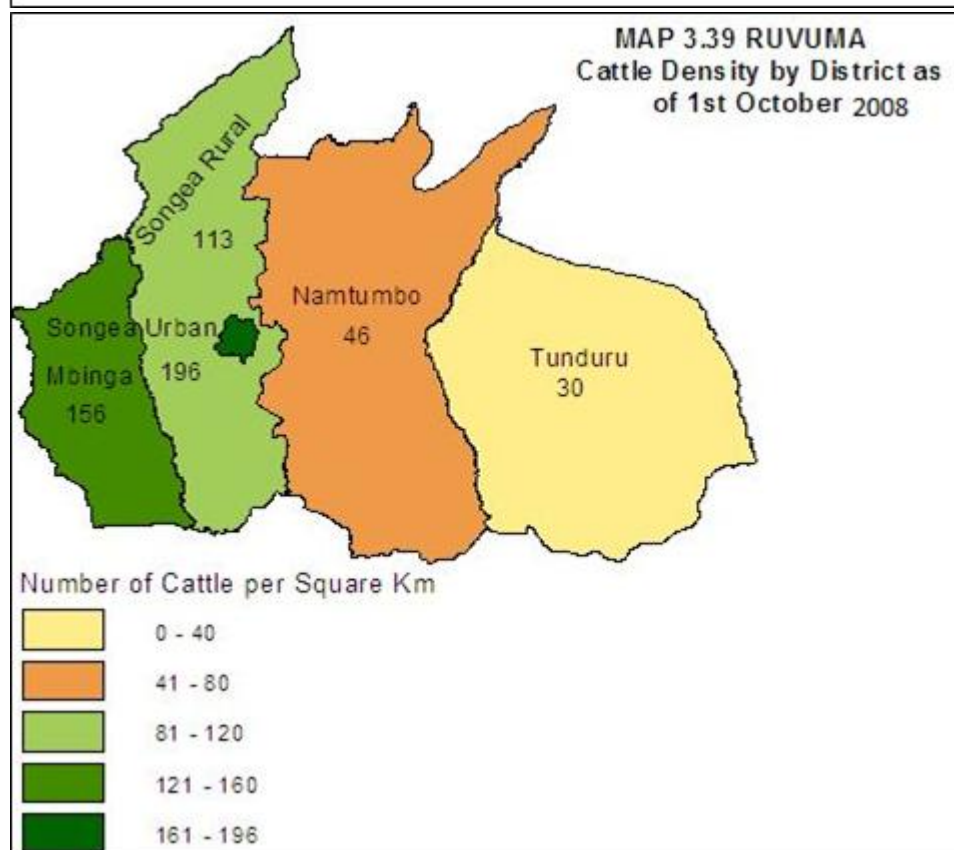 MAP 3.39 RUVUMA
Cattle Density by District as
of 1st October 2008
Songea Rural
113
Namtumbo
46
Songea Urban
196
Mbinga
156
Tunduru
30
Number of Cattle per Square Km
0 - 40
41 - 80
81 - 120
121 - 160
161 - 196